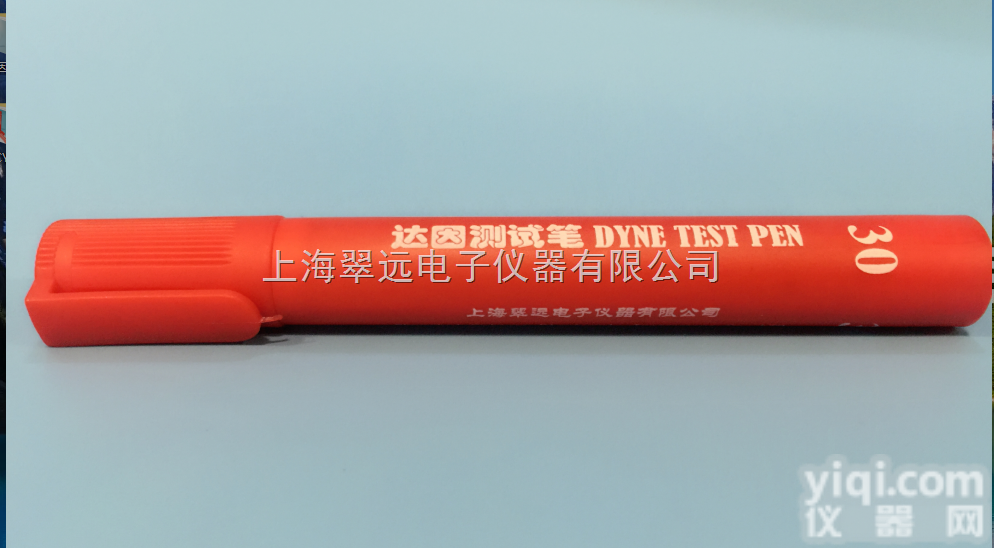 达因测试笔 DYNE TEST PEN
30
上海翠远电子仪器有限公司
上海翠远电子仪器有限公司
yiqi.com
仪器网